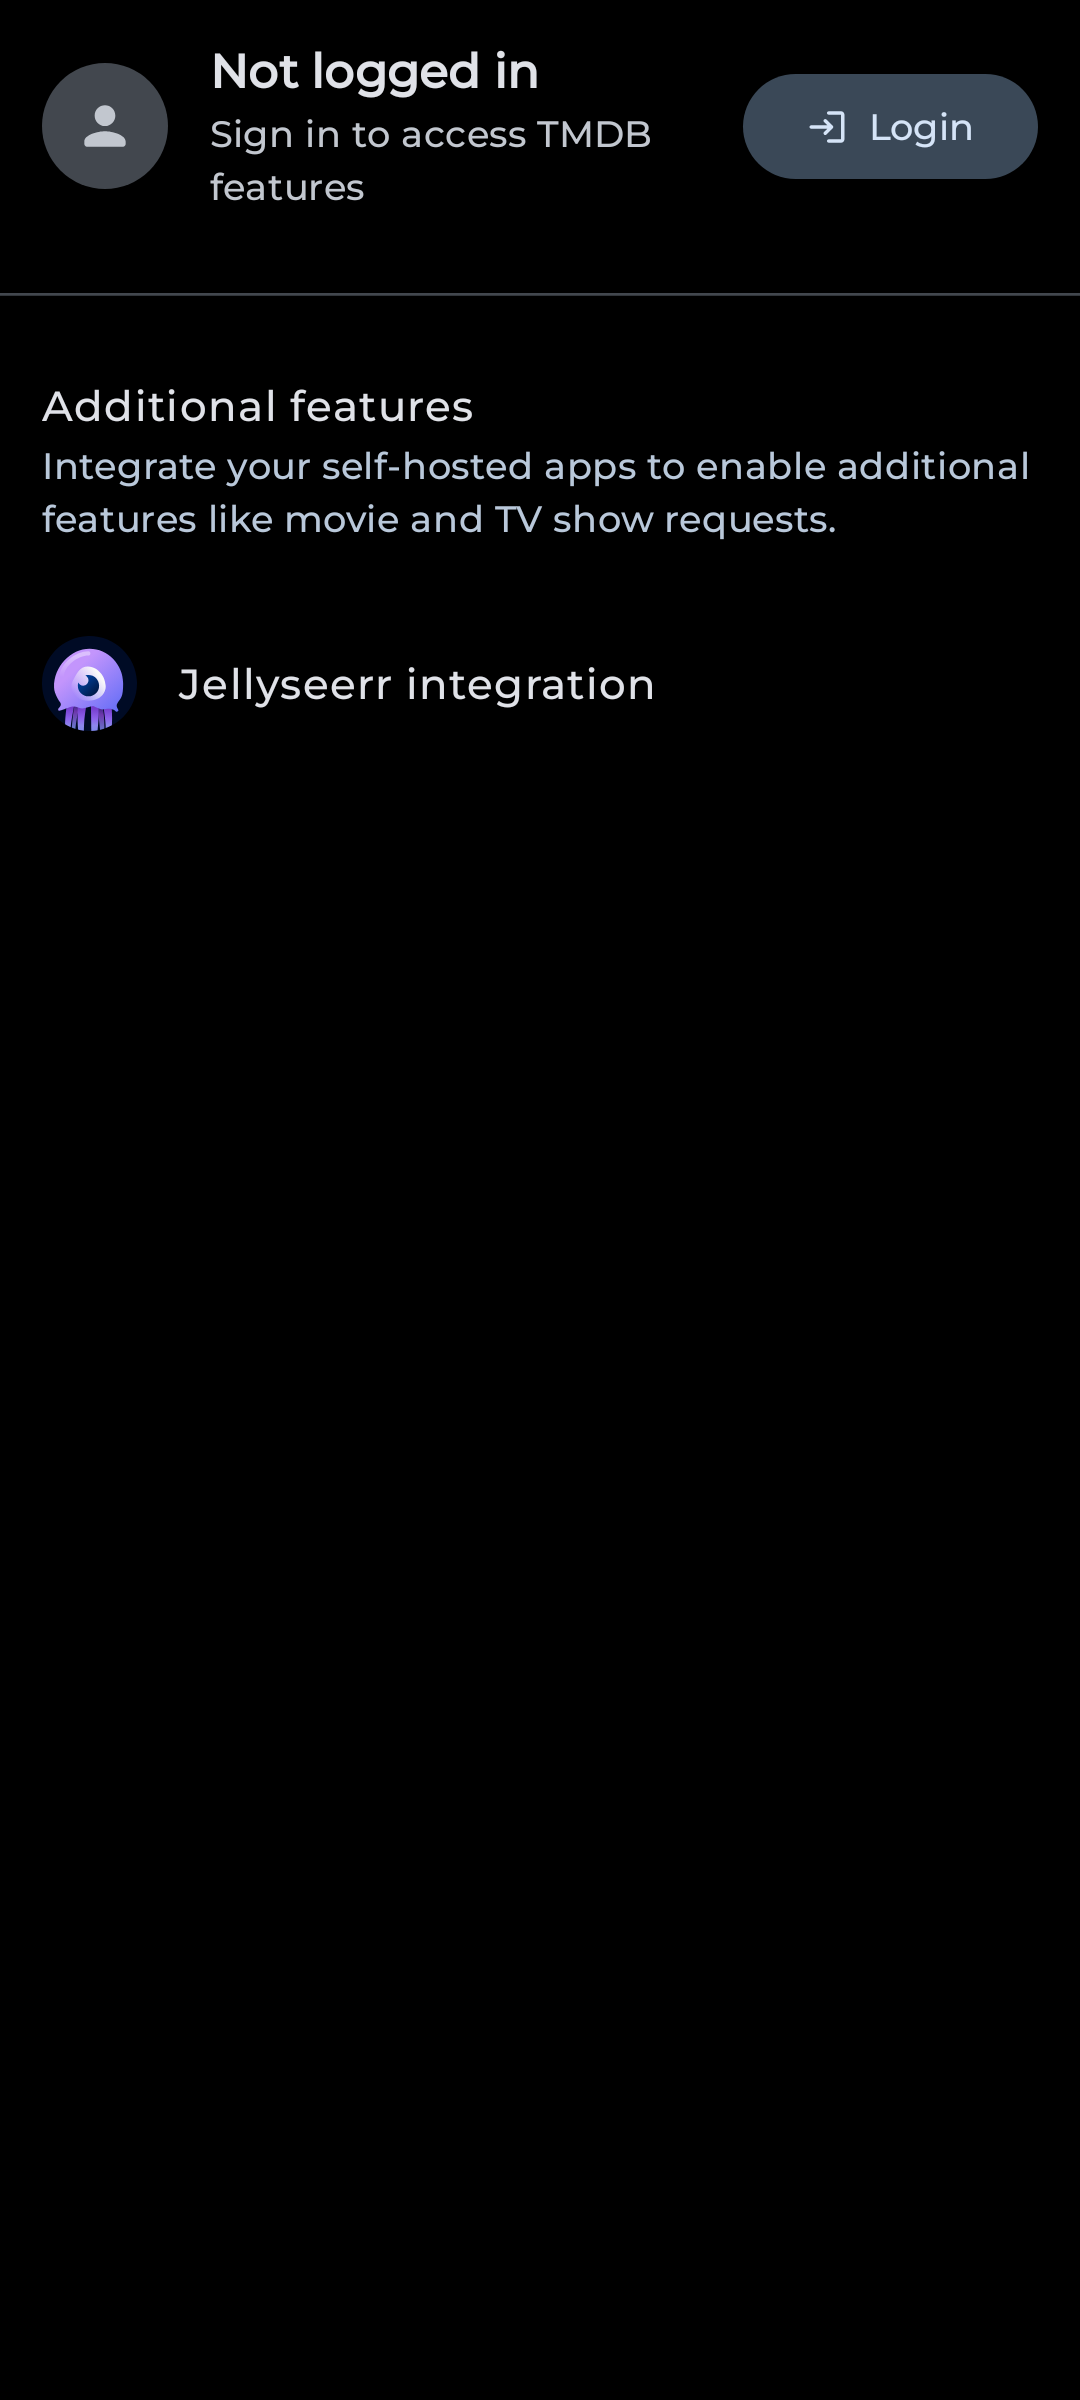 Not logged in
Sign in to access TMDB
features
Login
Additional features
Integrate your self-hosted apps to enable additional
features like movie and TV show requests.
Jellyseerr integration